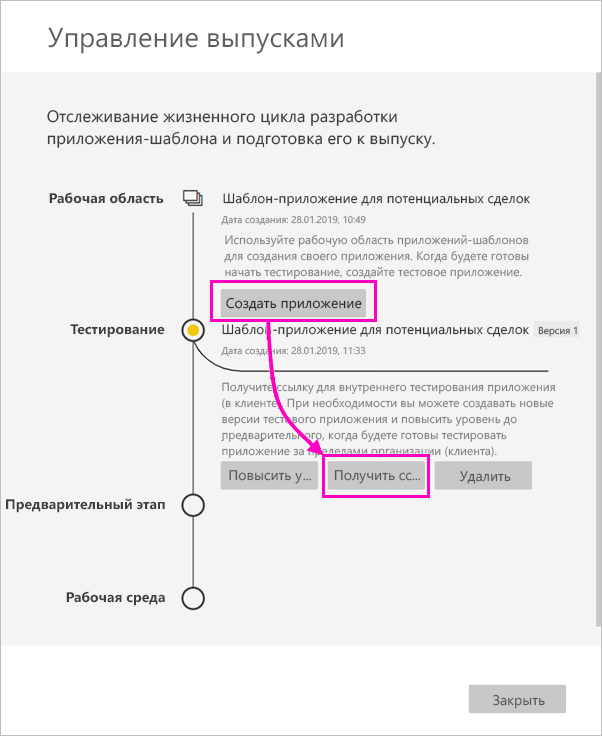 Управление выпусками
Отслеживание жизненного цикла разработки
приложения-шаблона и подготовка его к выпуску.
Рабочая область
Шаблон-приложение для потенциальных сделок
Дата создания: 28.01.2019, 10:49
Используйте рабочую область приложений-шаблонов
для создания своего приложения. Когда будете готовы
начать тестирование, создайте тестовое приложение.
Создать приложение
Тестирование
Шаблон-приложение для потенциальных сделок Версия 1
Дата создания: 28.01.2019, 11:33
Получите ссылку для внутреннего тестирования приложения
(в клиенте). При необходимости вы можете создавать новые
версии тестового приложения и повысить уровень до
предварительного, когда будете готовы тестировать
приложение за пределами организации (клиента).
Повысить у... Получить сс... Удалить
Предварительный этап
Рабочая среда
Закрыть